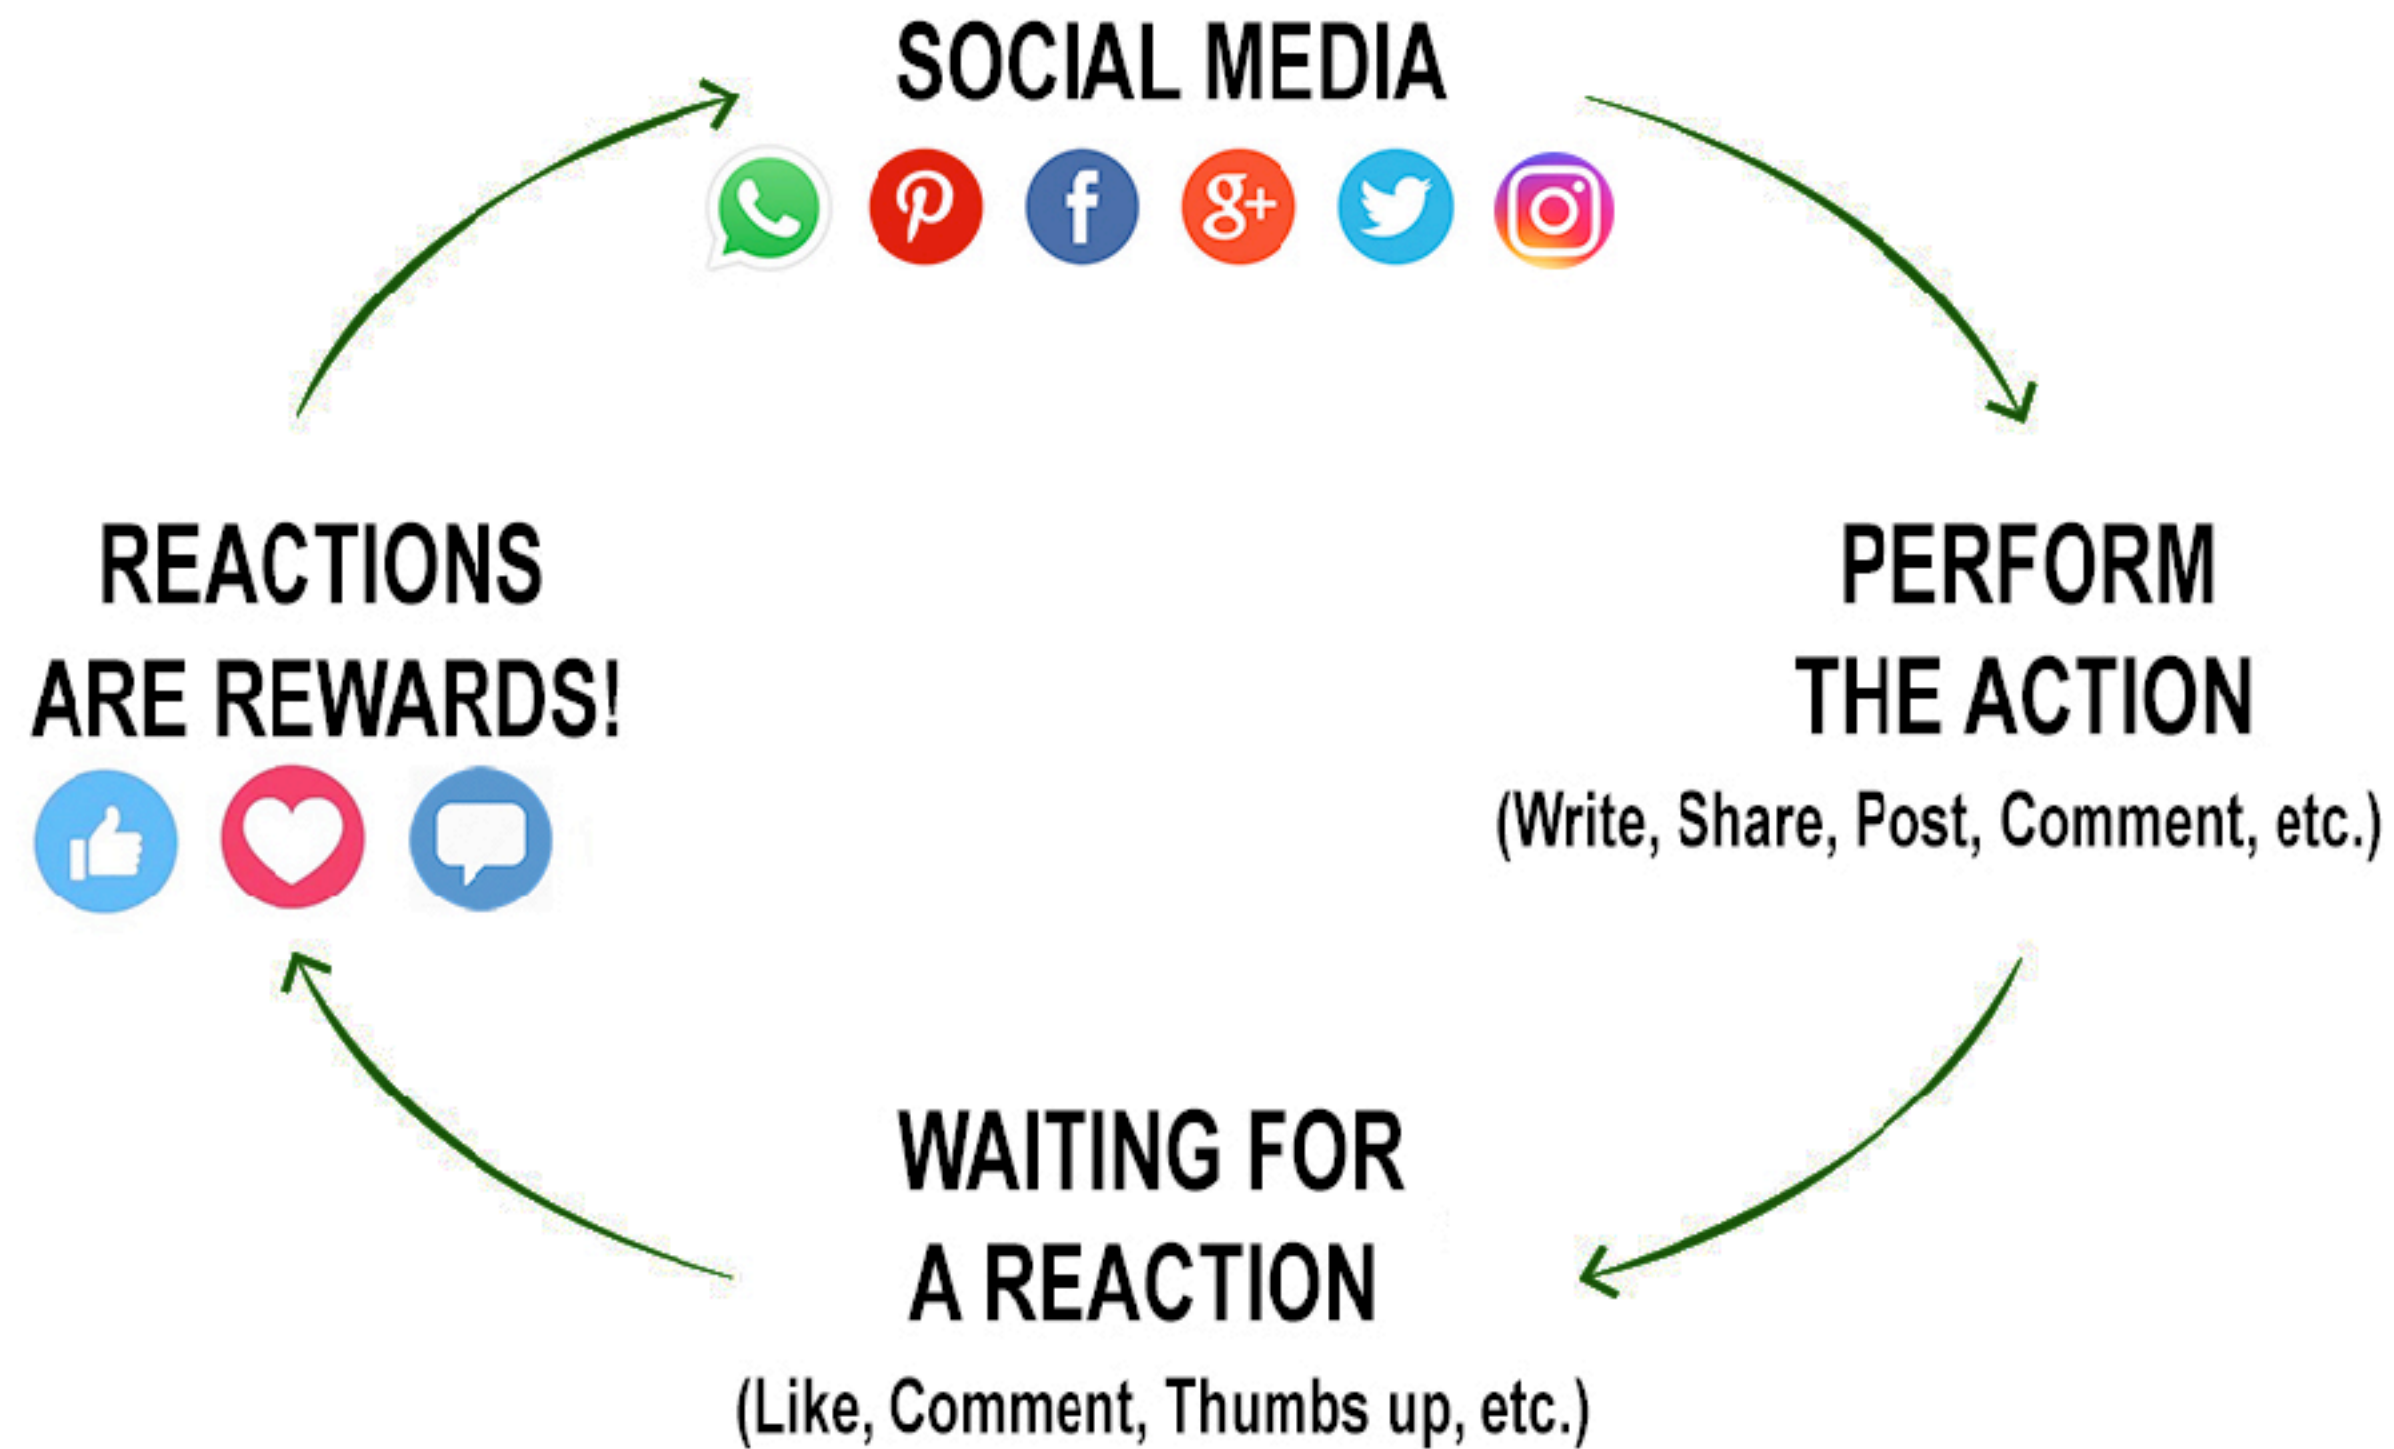 SOCIAL MEDIA
g+
PERFORM
THE ACTION
(Write, Share, Post, Comment, etc.)
WAITING FOR
A REACTION
(Like, Comment, Thumbs up, etc.)
REACTIONS
ARE REWARDS!